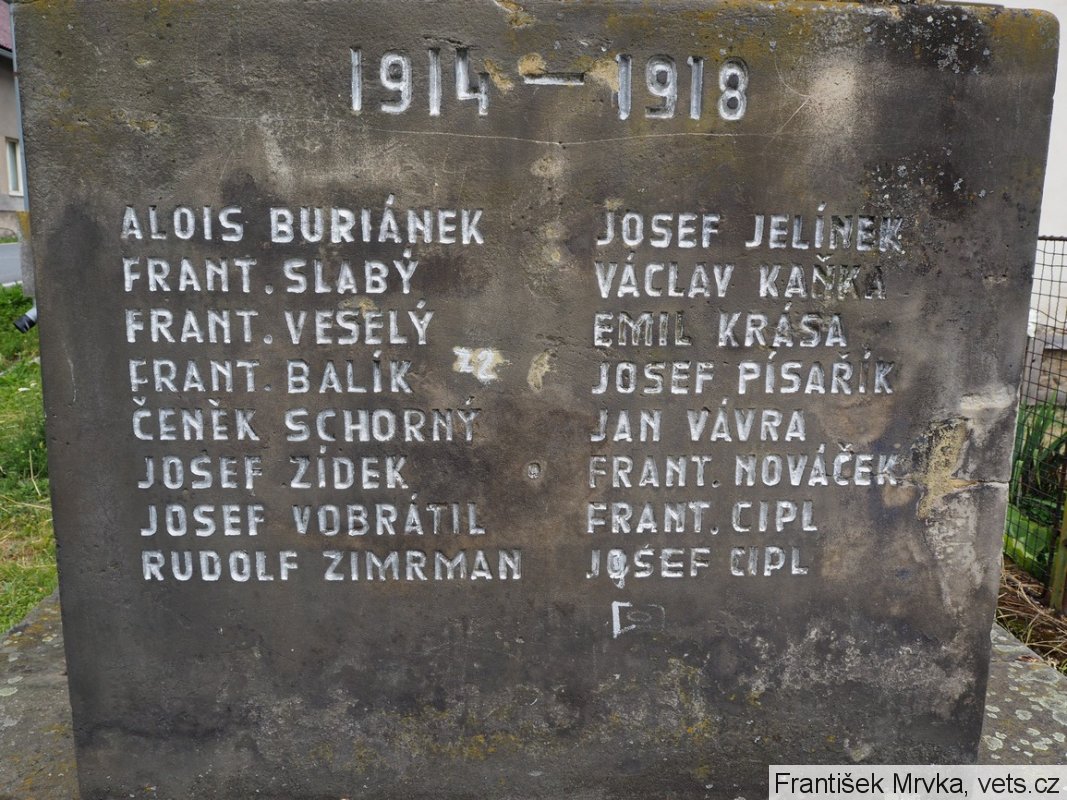 1914 — 1918
ALOIS BURIÁNEK
FRANT. SLABÝ
FRANT. VESELÝ
FRANT. BALÍK
ČENĚK SCHORNÝ
JOSEF ZÍDEK
JOSEF VOBRÁTIL
RUDOLF ZIMRMAN
JOSEF JELÍNEK
VÁCLAV KAŇKA
EMIL KRÁSA
JOSEF PÍSAŘÍK
JAN VÁVRA
FRANT. NOVÁČEK
FRANT. CIPL
JOSEF CIPL
František Mrvka, vets.cz